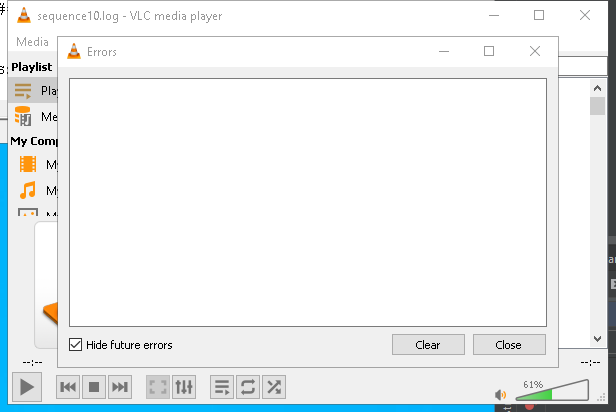 ##
sequence10.log - VLC media player
Media
Errors
Playlist
Pla
Me
My Comp
My
My
Hide future errors
Clear
Close
--:--
--:--
61%